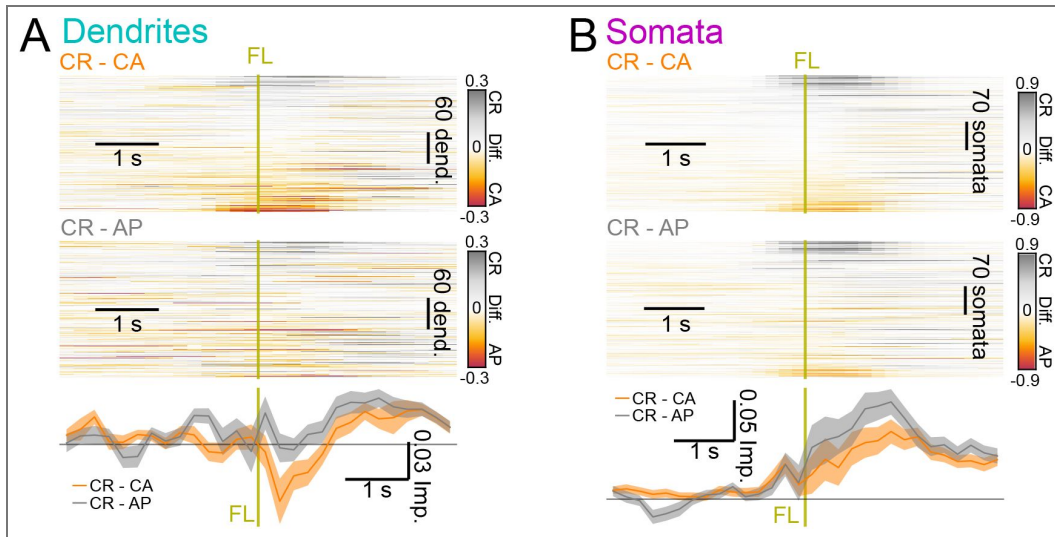 A Dendrites
CR - CA
FL
1 s
60 dend.
0.3
CR
Diff.
0
CA
-0.3
CR - AP
1 s
60 dend.
0.3
CR
Diff.
0
AP
-0.3
CR - CA
CR - AP
FL
1 s
0.03 Imp.
B Somata
CR - CA
FL
1 s
70 somata
0.9
CR
Diff.
0
CA
-0.9
CR - AP
1 s
70 somata
0.9
CR
Diff.
0
AP
-0.9
CR - CA
CR - AP
1 s
0.05 Imp.
FL